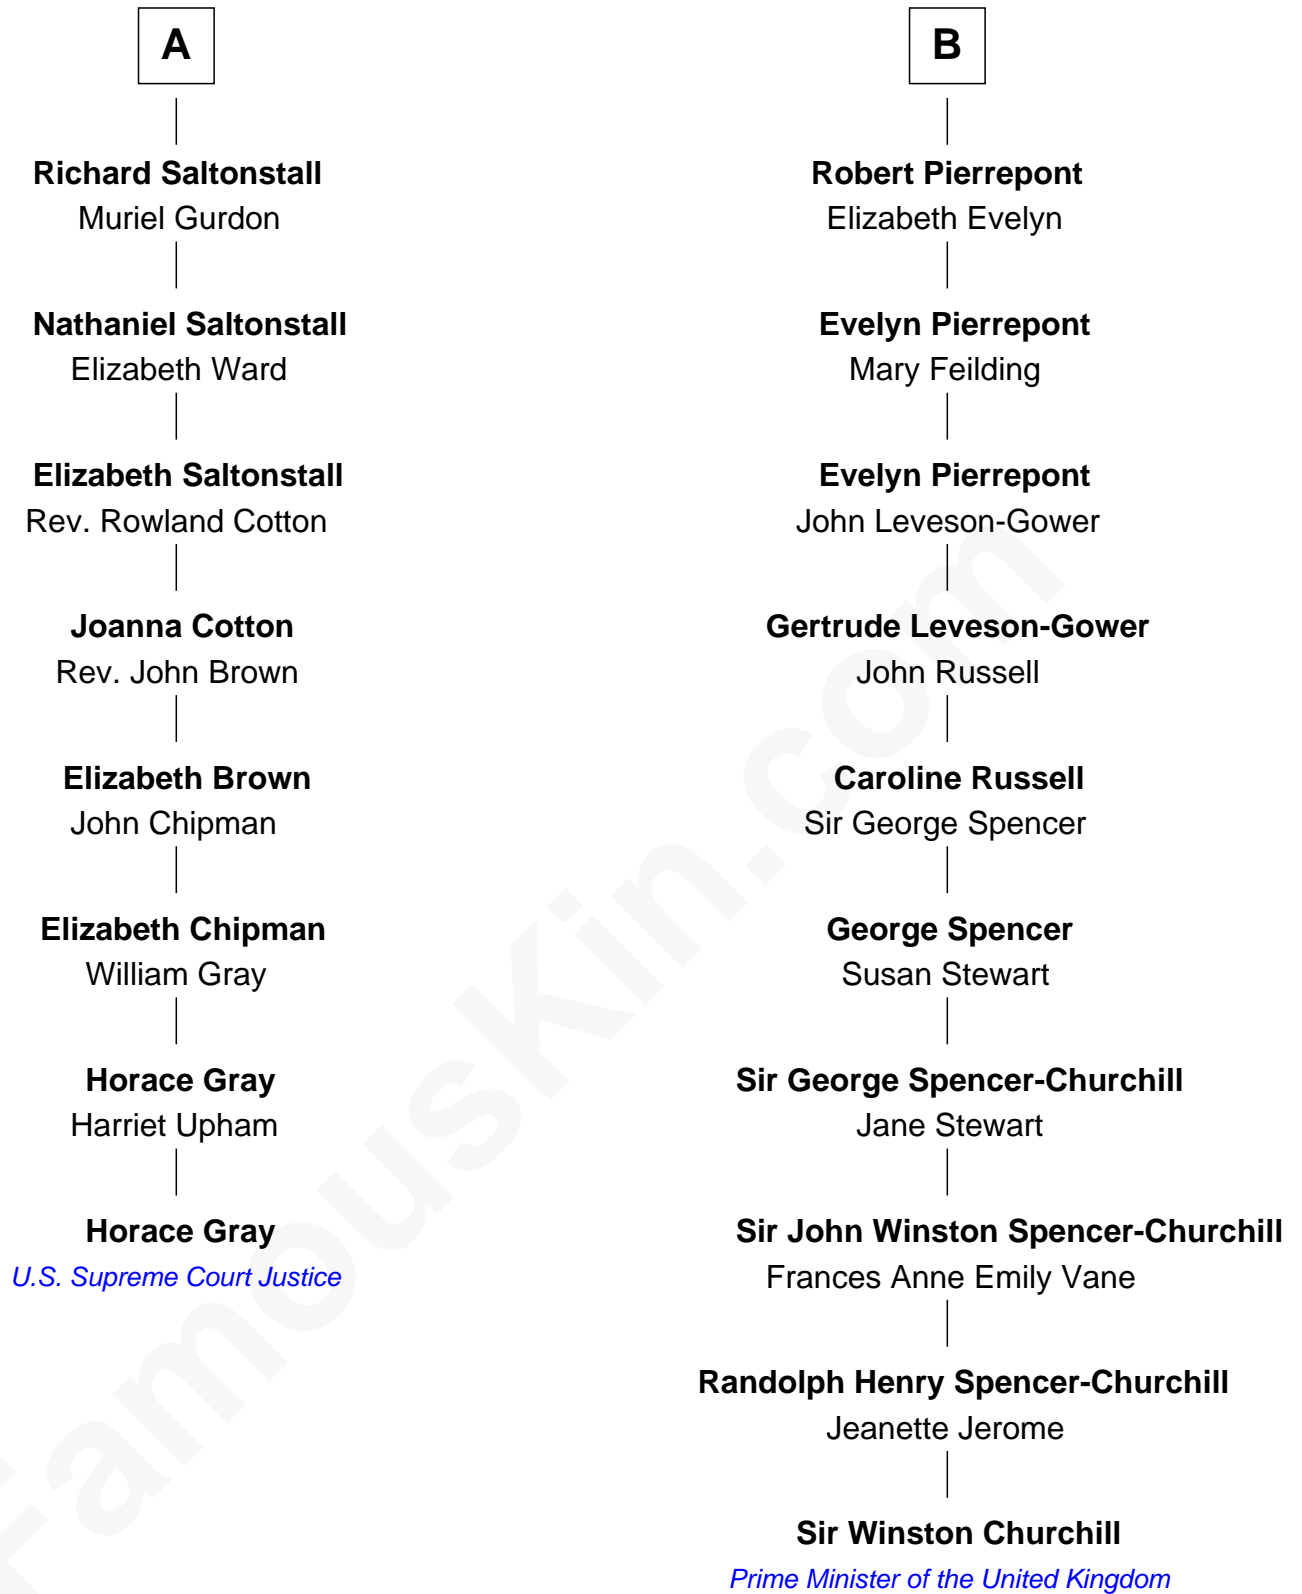 A
Richard Saltonstall
Muriel Gurdon
Nathaniel Saltonstall
Elizabeth Ward
Elizabeth Saltonstall
Rev. Rowland Cotton
Joanna Cotton
Rev. John Brown
Elizabeth Brown
John Chipman
Elizabeth Chipman
William Gray
Horace Gray
Harriet Upham
Horace Gray
U.S. Supreme Court Justice
B
Robert Pierrepont
Elizabeth Evelyn
Evelyn Pierrepont
Mary Feilding
Evelyn Pierrepont
John Leveson-Gower
Gertrude Leveson-Gower
John Russell
Caroline Russell
Sir George Spencer
George Spencer
Susan Stewart
Sir George Spencer-Churchill
Jane Stewart
Sir John Winston Spencer-Churchill
Frances Anne Emily Vane
Randolph Henry Spencer-Churchill
Jeanette Jerome
Sir Winston Churchill
Prime Minister of the United Kingdom
FamousKin.com